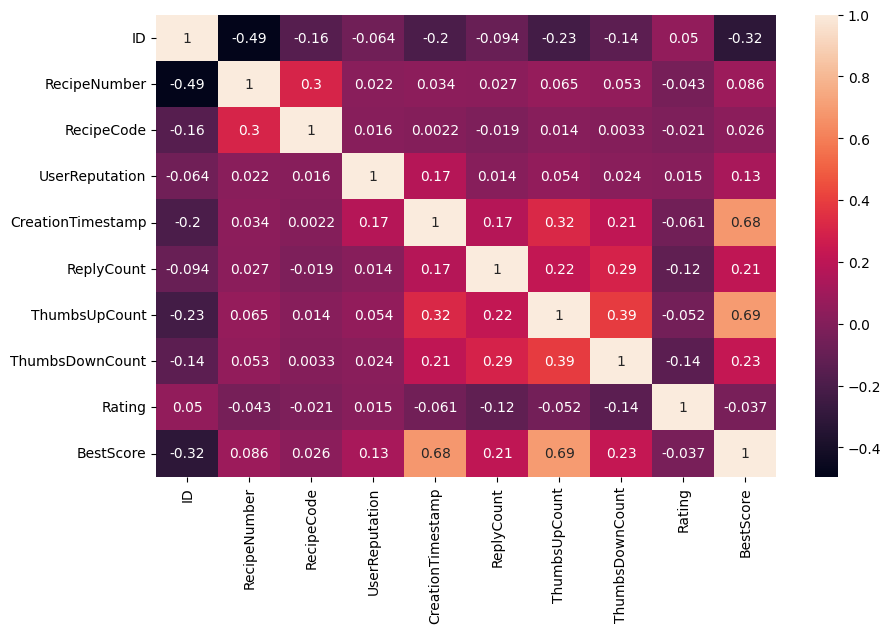 ID 1 -0.49 -0.16 -0.064 -0.2 -0.094 -0.23 -0.14 0.05 -0.32
RecipeNumber -0.49 1 0.3 0.022 0.034 0.027 0.065 0.053 -0.043 0.086
RecipeCode -0.16 0.3 1 0.016 0.0022 -0.019 0.014 0.0033 -0.021 0.026
UserReputation -0.064 0.022 0.016 1 0.17 0.014 0.054 0.024 0.015 0.13
CreationTimestamp -0.2 0.034 0.0022 0.17 1 0.17 0.32 0.21 -0.061 0.68
ReplyCount -0.094 0.027 -0.019 0.014 0.17 1 0.22 0.29 -0.12 0.21
ThumbsUpCount -0.23 0.065 0.014 0.054 0.32 0.22 1 0.39 -0.052 0.69
ThumbsDownCount -0.14 0.053 0.0033 0.024 0.21 0.29 0.39 1 -0.14 0.23
Rating 0.05 -0.043 -0.021 0.015 -0.061 -0.12 -0.052 -0.14 1 -0.037
BestScore -0.32 0.086 0.026 0.13 0.68 0.21 0.69 0.23 -0.037 1
ID
RecipeNumber
RecipeCode
UserReputation
CreationTimestamp
ReplyCount
ThumbsUpCount
ThumbsDownCount
Rating
BestScore
1.0
0.8
0.6
0.4
0.2
0.0
−0.2
−0.4